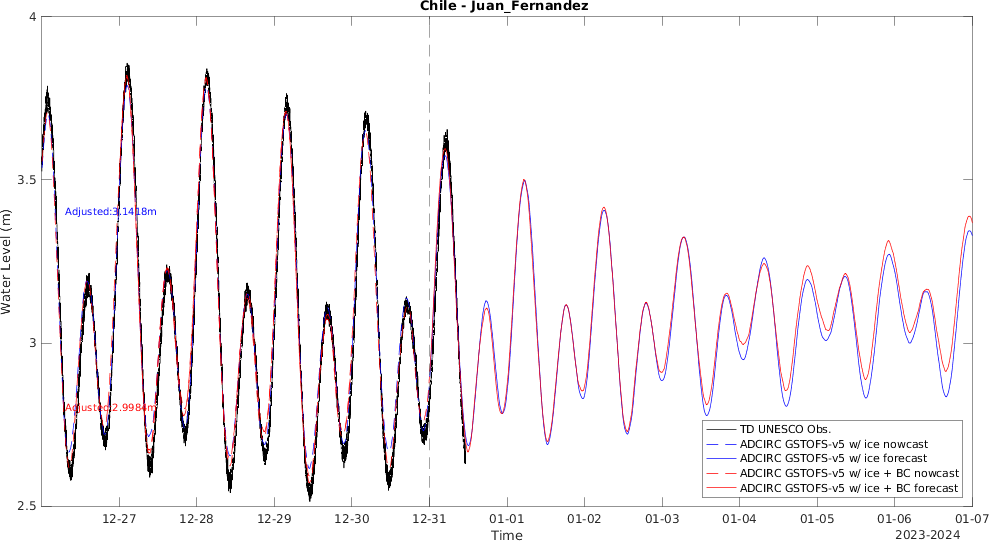 Chile - Juan_Fernandez
4
3.5
3
2.5
Water Level (m)
Adjusted:3.1418m
Adjusted:2.9984m
TD UNESCO Obs.
ADCIRC GSTOFS-v5 w/ ice nowcast
ADCIRC GSTOFS-v5 w/ ice forecast
ADCIRC GSTOFS-v5 w/ ice + BC nowcast
ADCIRC GSTOFS-v5 w/ ice + BC forecast
12-27 12-28 12-29 12-30 12-31 01-01 01-02 01-03 01-04 01-05 01-06 01-07
Time
2023-2024